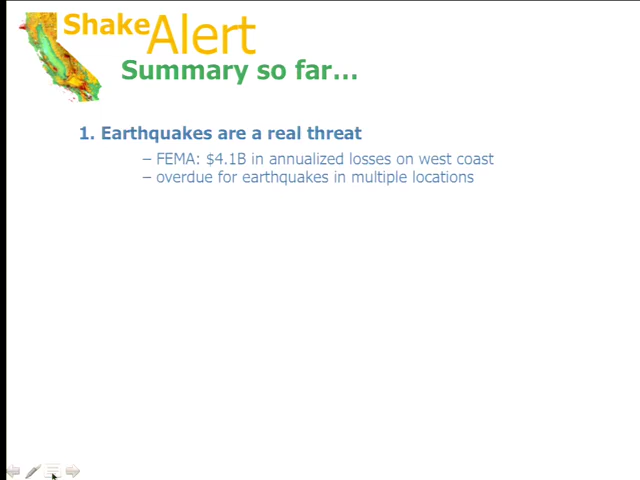 ShakeAlert
Summary so far...
1. Earthquakes are a real threat
– FEMA: $4.1B in annualized losses on west coast
– overdue for earthquakes in multiple locations